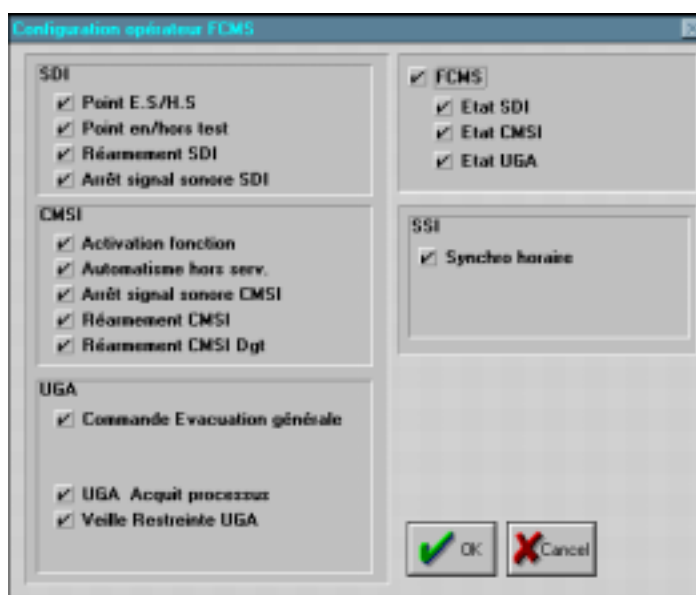 Configuration opérateur FCMS
SDI
Point E.S/H.S
Point en/hors test
Réarmement SDI
Arrêt signal sonore SDI
CMSI
Activation fonction
Automatisme hors serv.
Arrêt signal sonore CMSI
Réarmement CMSI
Réarmement CMSI Dgt
UGA
Commande Evacuation générale
UGA Acquit processus
Veille Restreinte UGA
FCMS
Etat SDI
Etat CMSI
Etat UGA
SSI
Synchro horaire
OK
Cancel